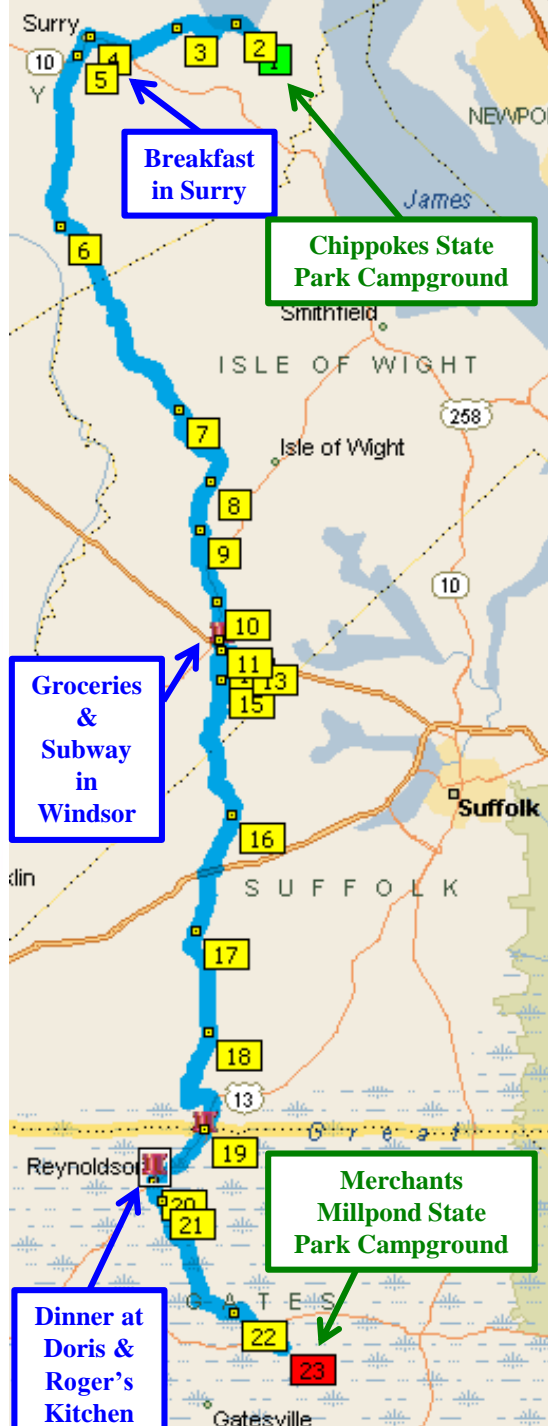 Surry
10
Y
5
4
3
2
1
NEWPO
Breakfast
in Surry
James
Chippokes State
Park Campground
6
Smithfield
ISLE OF WIGHT
258
7
Isle of Wight
8
9
10
10
11
13
15
Groceries
&
Subway
in
Windsor
Suffolk
16
klin
SUFFOLK
17
18
13
19
Great
Reynoldson
20
21
Merchants
Millpond State
Park Campground
GATES
22
23
Dinner at
Doris &
Roger's
Kitchen
Gatesville